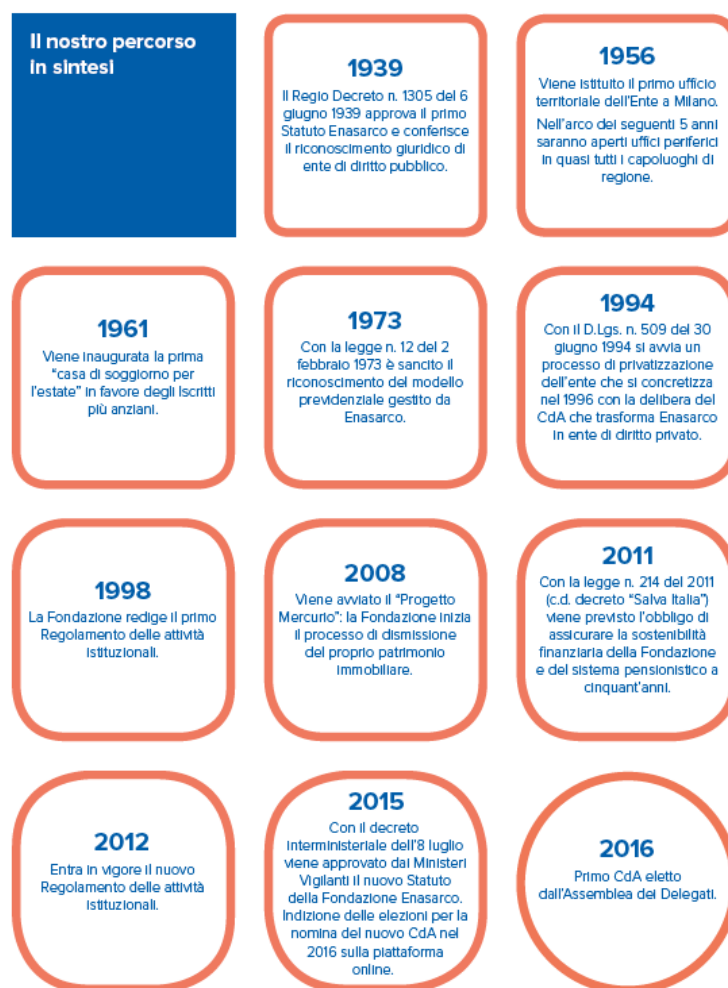 Il nostro percorso
in sintesi
1939
Il Regio Decreto n. 1305 del 6
giugno 1939 approva il primo
Statuto Enasarco e conferisce
il riconoscimento giuridico di
ente di diritto pubblico.
1956
Viene istituito il primo ufficio
territoriale dell'Ente a Milano.
Nell'arco dei seguenti 5 anni
saranno aperti uffici periferici
in quasi tutti i capoluoghi di
regione.
1961
Viene inaugurata la prima
"casa di soggiorno per
l'estate" in favore degli Iscritti
più anziani.
1973
Con la legge n. 12 del 2
febbraio 1973 è sancito il
riconoscimento del modello
previdenziale gestito da
Enasarco.
1994
Con il D.Lgs. n. 509 del 30
giugno 1994 si avvia un
processo di privatizzazione
dell'ente che si concretizza
nel 1996 con la delibera del
CdA che trasforma Enasarco
in ente di diritto privato.
1998
La Fondazione redige il primo
Regolamento delle attività
istituzionali.
2008
Viene avviato il "Progetto
Mercurio": la Fondazione inizia
il processo di dismissione
del proprio patrimonio
immobiliare.
2011
Con la legge n. 214 del 2011
(c.d. decreto "Salva Italia")
viene previsto l'obbligo di
assicurare la sostenibilità
finanziaria della Fondazione
e del sistema pensionistico a
cinquant'anni.
2012
Entra in vigore il nuovo
Regolamento delle attività
istituzionali.
2015
Con il decreto
interministeriale dell'8 luglio
viene approvato dai Ministeri
Vigilanti il nuovo Statuto
della Fondazione Enasarco.
Indizione delle elezioni per la
nomina del nuovo CdA nel
2016 sulla piattaforma
online.
2016
Primo CdA eletto
dall'Assemblea dei Delegati.